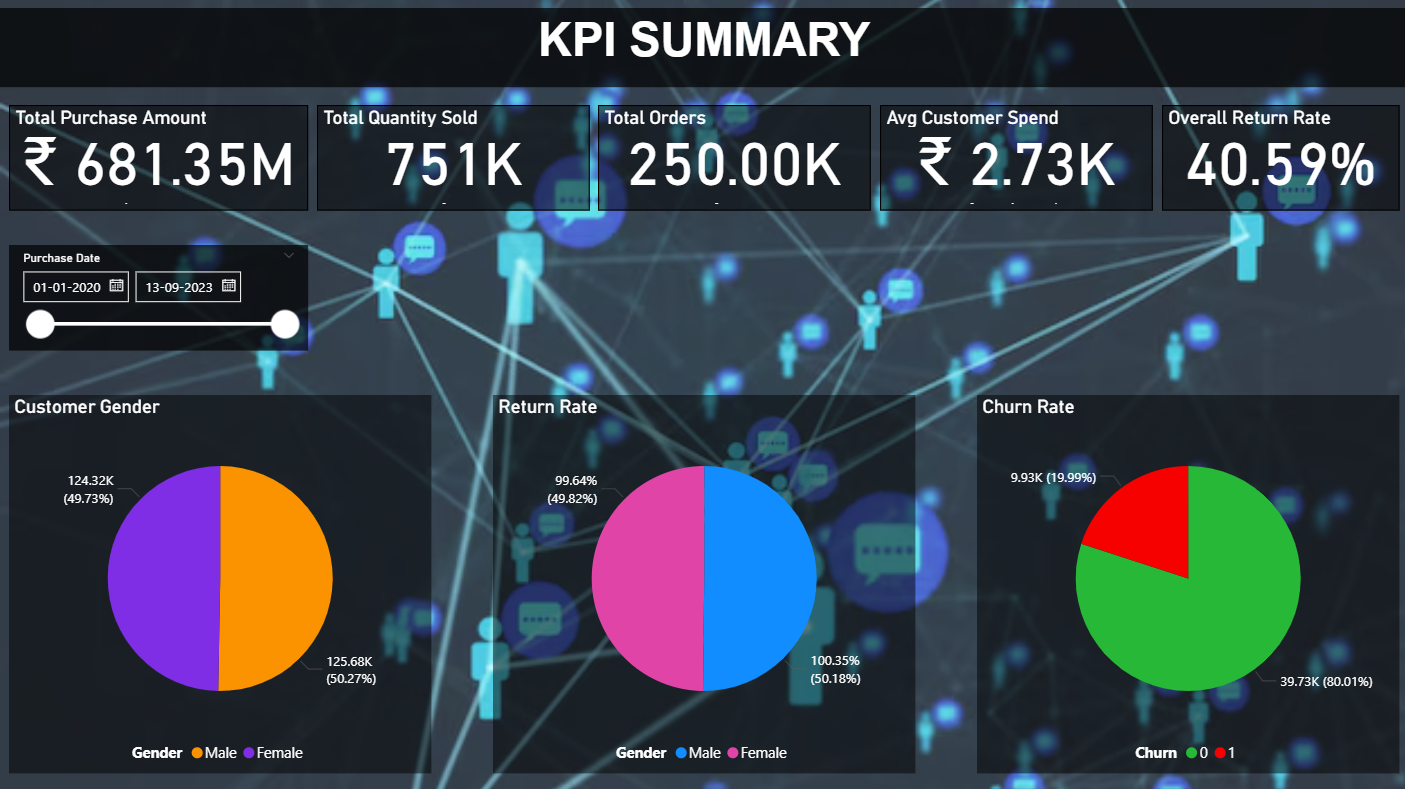 KPI SUMMARY
Total Purchase Amount
₹ 681.35M
Total Quantity Sold
751K
Total Orders
250.00K
Avg Customer Spend
₹ 2.73K
Overall Return Rate
40.59%
Purchase Date
01-01-2020
13-09-2023
Customer Gender
124.32K
(49.73%)
125.68K
(50.27%)
Gender Male Female
Return Rate
99.64%
(49.82%)
100.35%
(50.18%)
Gender Male Female
Churn Rate
9.93K (19.99%)
39.73K (80.01%)
Churn 0 1